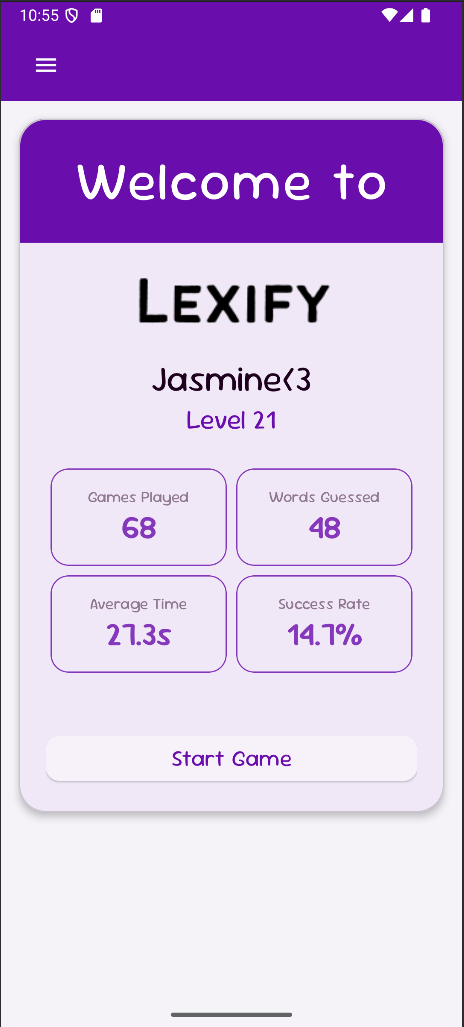 10:55
Welcome to
LEXIFY
Jasmine<3
Level 21
Games Played
68
Words Guessed
48
Average Time
27.3s
Success Rate
14.7%
Start Game